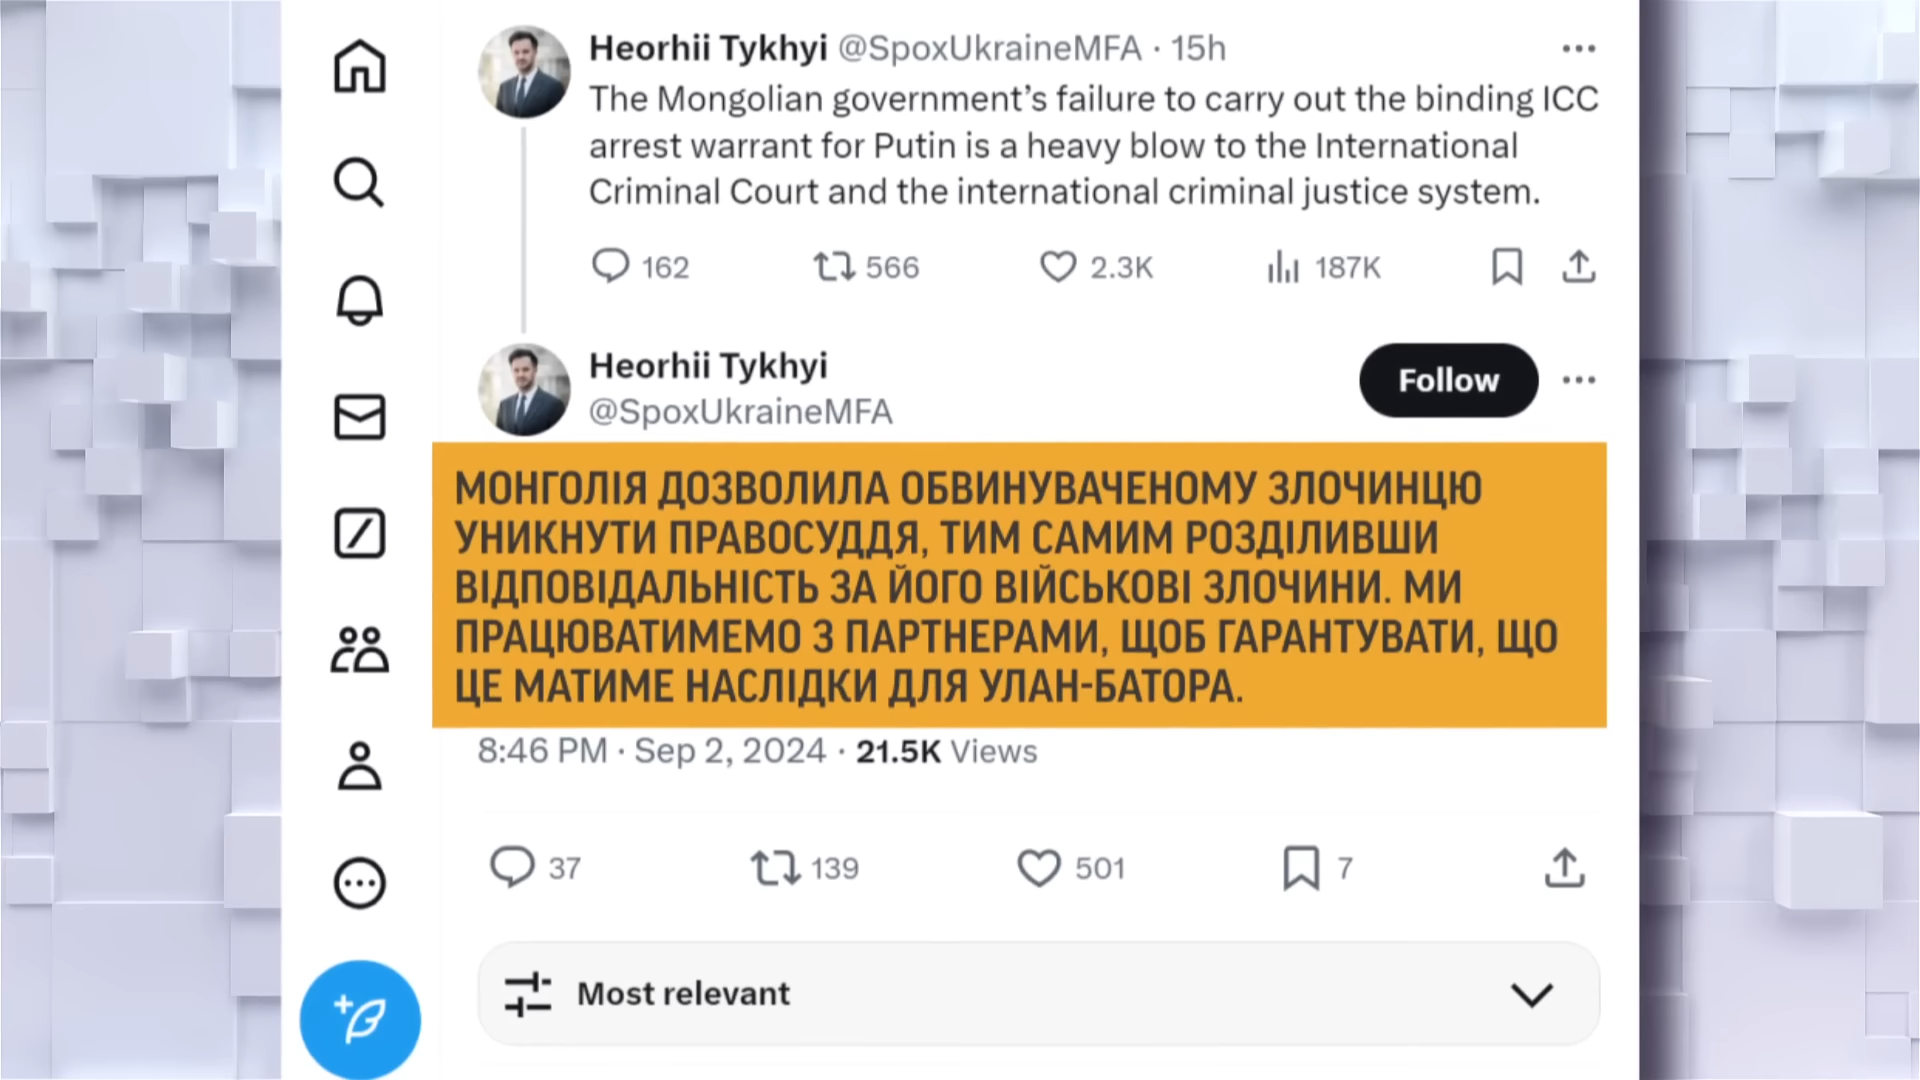 Heorhii Tykhyi @SpoxUkraineMFA · 15h
The Mongolian government’s failure to carry out the binding ICC
arrest warrant for Putin is a heavy blow to the International
Criminal Court and the international criminal justice system.
162 566 2.3K 187K
Heorhii Tykhyi
@SpoxUkraineMFA
Follow
МОНГОЛІЯ ДОЗВОЛИЛА ОБВИНУВАЧЕНОМУ ЗЛОЧИНЦЮ
УНИКНУТИ ПРАВОСУДДЯ, ТИМ САМИМ РОЗДІЛИВШИ
ВІДПОВІДАЛЬНІСТЬ ЗА ЙОГО ВІЙСЬКОВІ ЗЛОЧИНИ. МИ
ПРАЦЮВАТИМЕМО З ПАРТНЕРАМИ, ЩОБ ГАРАНТУВАТИ, ЩО
ЦЕ МАТИМЕ НАСЛІДКИ ДЛЯ УЛАН-БАТОРА.
8:46 PM · Sep 2, 2024 · 21.5K Views
37 139 501 7
Most relevant